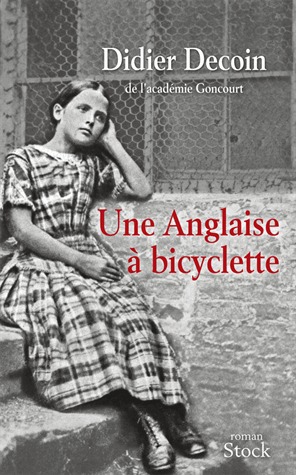 Didier Decoin
de l'académie Goncourt
Une Anglaise
à bicyclette
roman
Stock